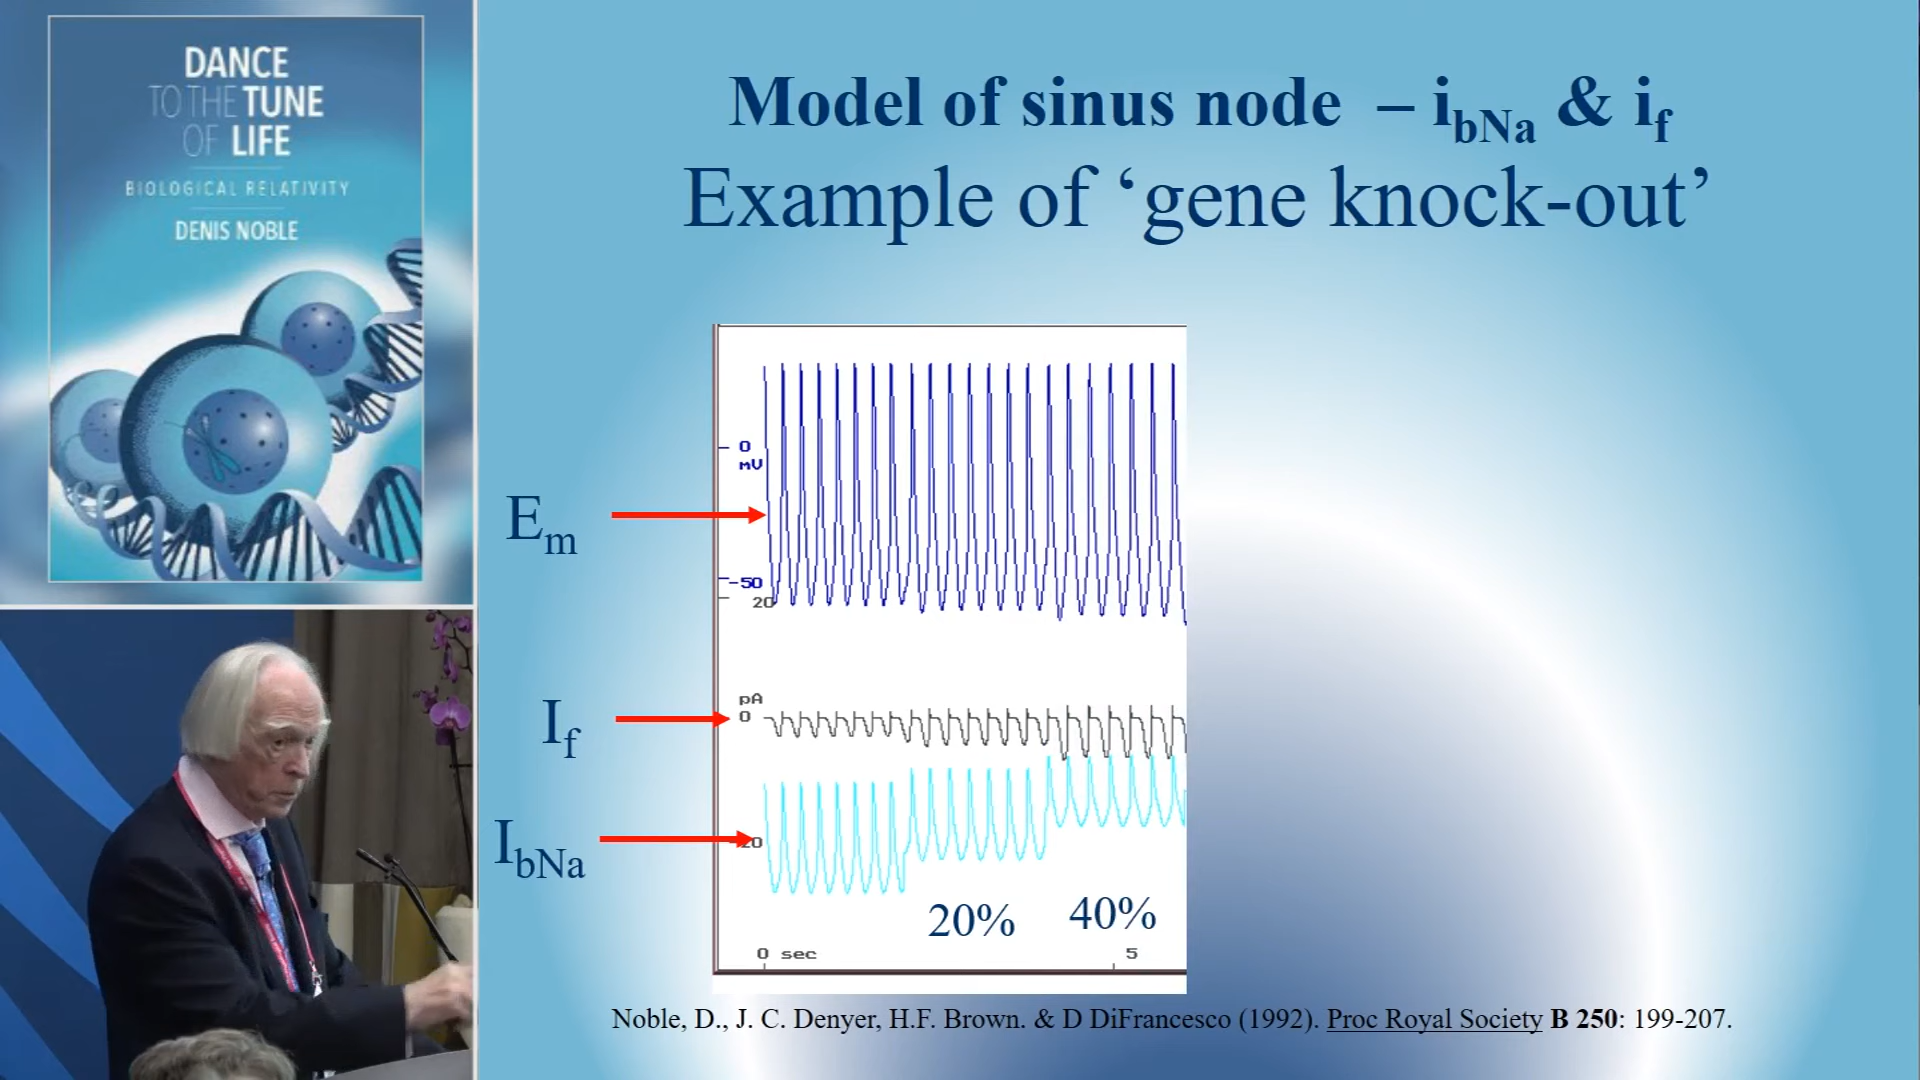 DANCE
TO THE TUNE
OF LIFE
BIOLOGICAL RELATIVITY
DENIS NOBLE
Model of sinus node – ibNa & if
Example of ‘gene knock-out’
0
mV
Em
-50
20
pA
0
If
-20
IbNa
20% 40%
0 sec 5
Noble, D., J. C. Denyer, H.F. Brown. & D DiFrancesco (1992). Proc Royal Society B 250: 199-207.